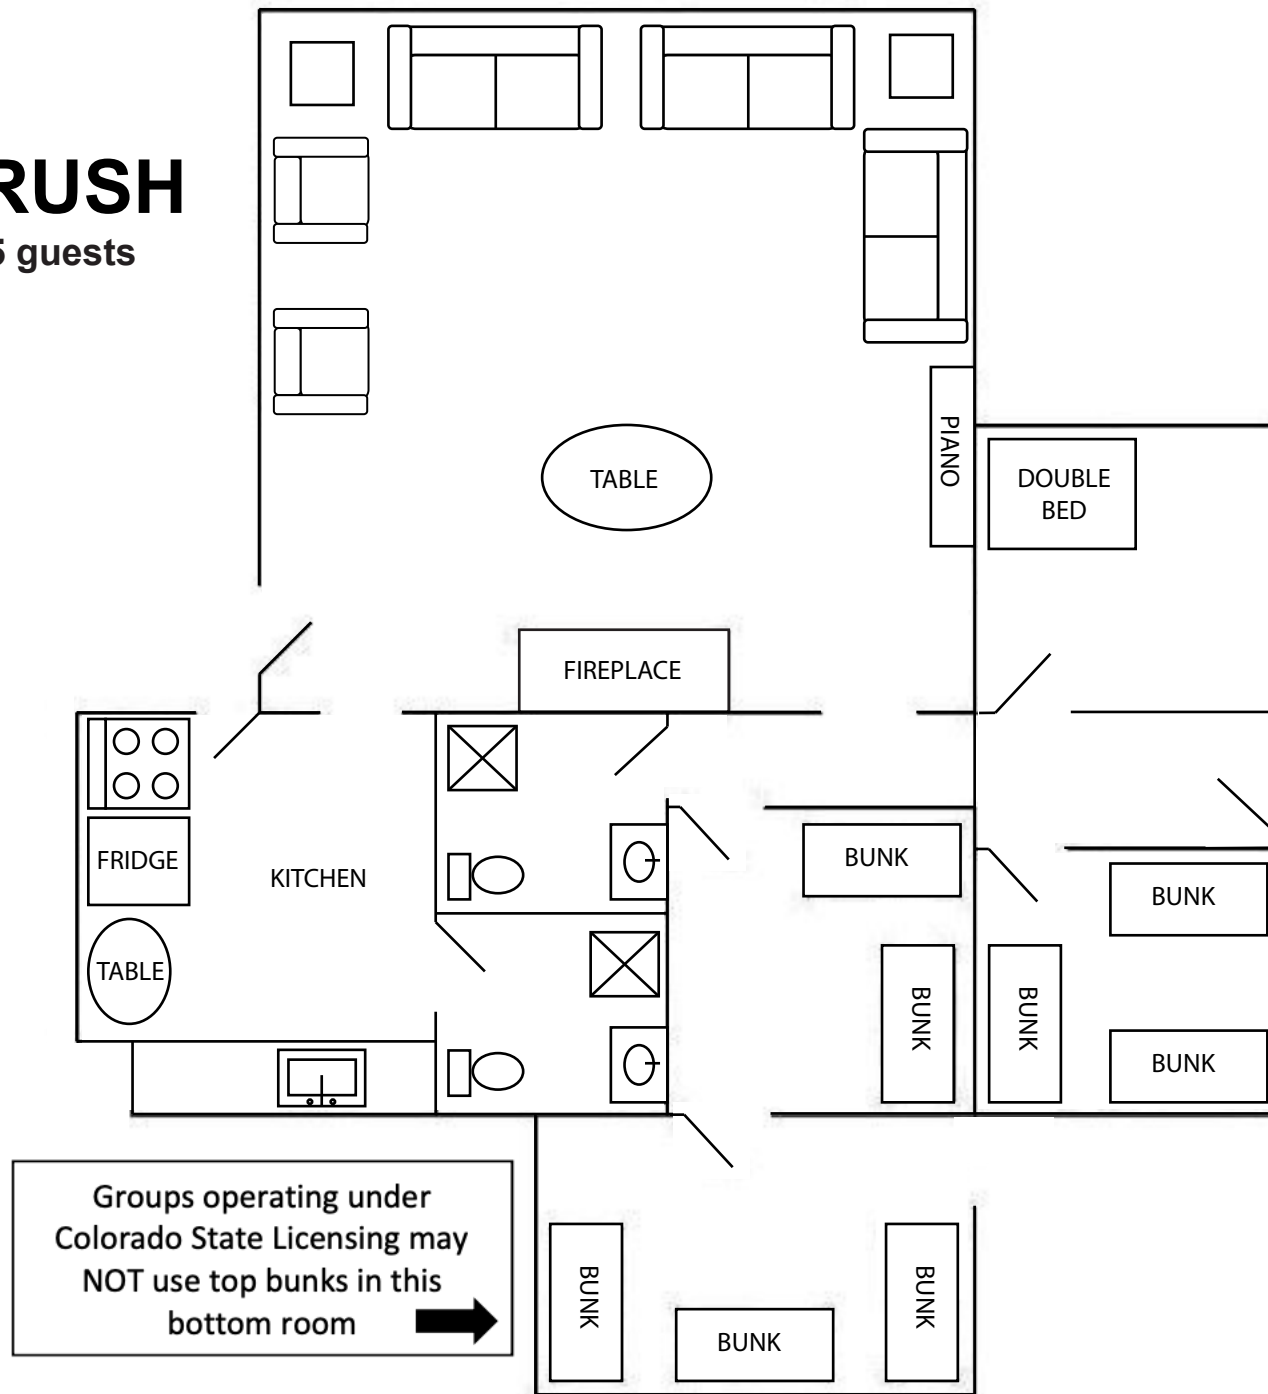 RUSH
5 guests
PIANO
DOUBLE
BED
TABLE
FIREPLACE
FRIDGE
KITCHEN
TABLE
BUNK
BUNK
BUNK
BUNK
BUNK
Groups operating under
Colorado State Licensing may
NOT use top bunks in this
bottom room
BUNK
BUNK
BUNK